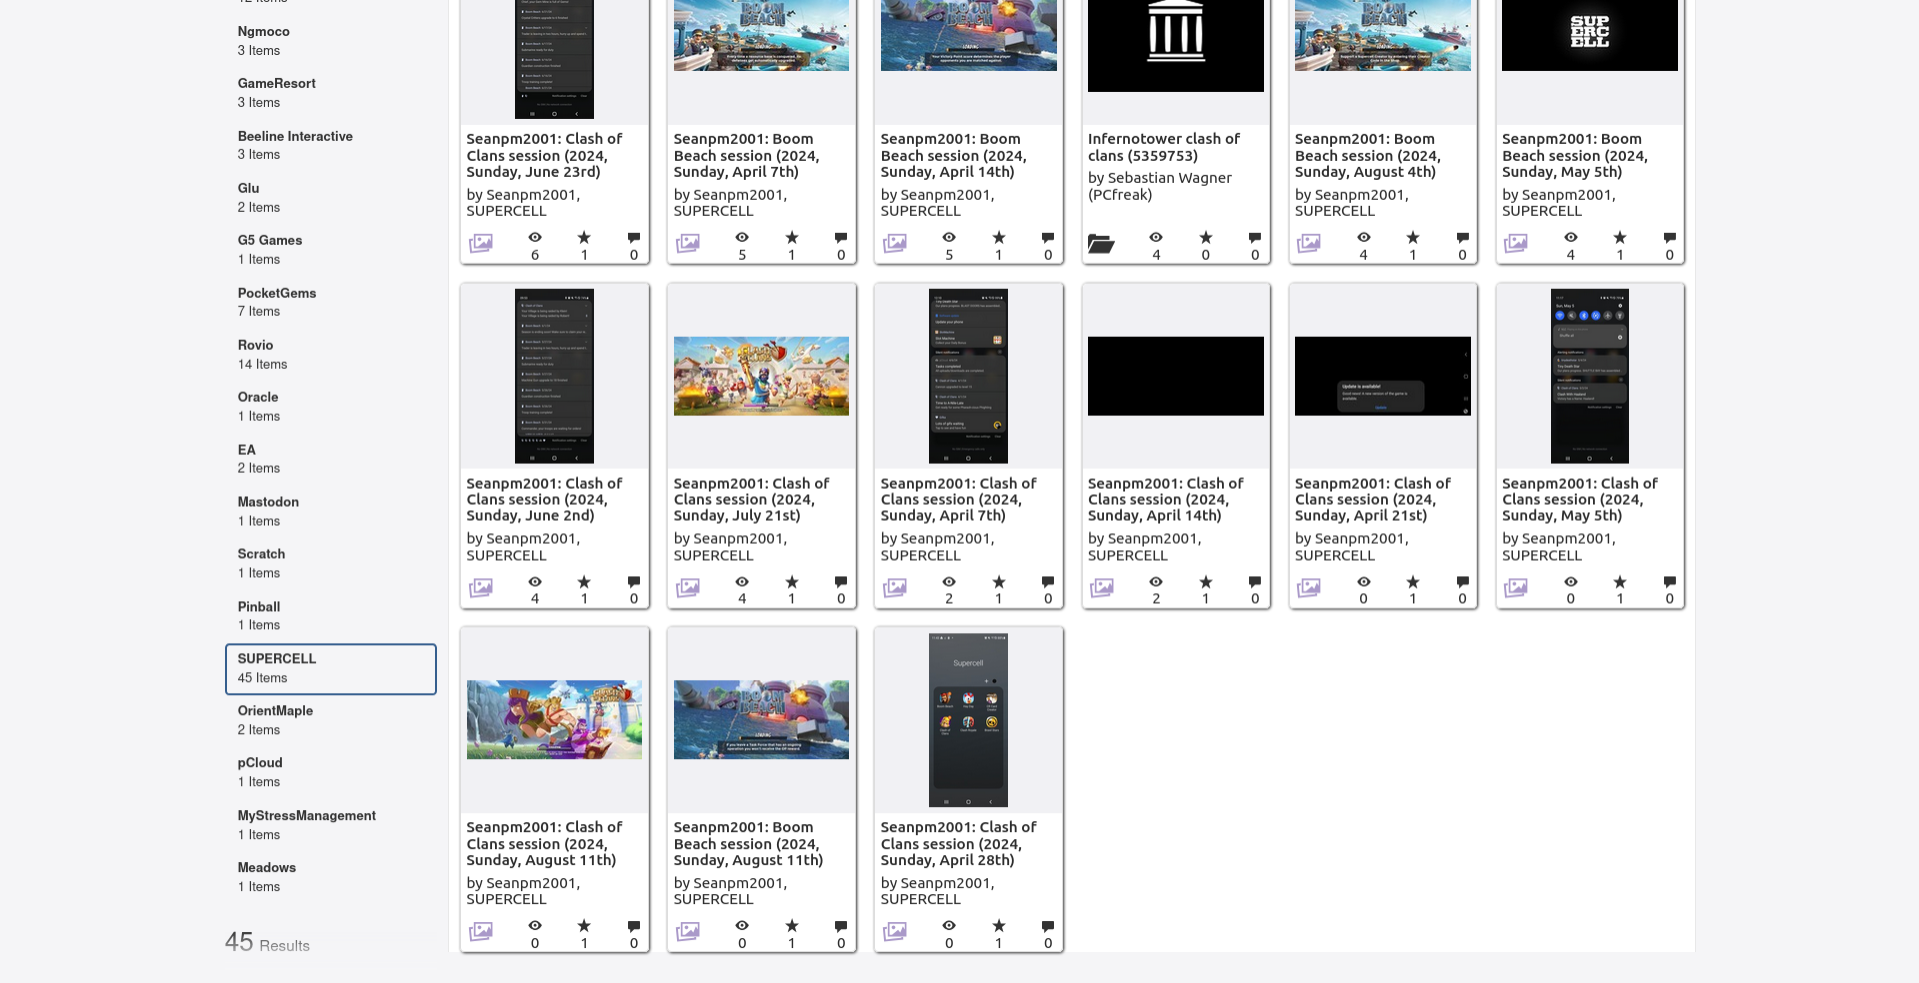 Ngmoco
3 Items
GameResort
3 Items
Beeline Interactive
3 Items
Glu
2 Items
G5 Games
1 Items
PocketGems
7 Items
Rovio
14 Items
Oracle
1 Items
EA
2 Items
Mastodon
1 Items
Scratch
1 Items
Pinball
1 Items
SUPERCELL
45 Items
OrientMaple
2 Items
pCloud
1 Items
MyStressManagement
1 Items
Meadows
1 Items
45 Results
BOOM
BEACH
BOOM
BEACH
BOOM
BEACH
SUP
ERC
ELL
Seanpm2001: Clash of
Clans session (2024,
Sunday, June 23rd)
by Seanpm2001,
SUPERCELL
6 1 0
Seanpm2001: Boom
Beach session (2024,
Sunday, April 7th)
by Seanpm2001,
SUPERCELL
5 1 0
Seanpm2001: Boom
Beach session (2024,
Sunday, April 14th)
by Seanpm2001,
SUPERCELL
5 1 0
Infernotower clash of
clans (5359753)
by Sebastian Wagner
(PCfreak)
4 0 0
Seanpm2001: Boom
Beach session (2024,
Sunday, August 4th)
by Seanpm2001,
SUPERCELL
4 1 0
Seanpm2001: Boom
Beach session (2024,
Sunday, May 5th)
by Seanpm2001,
SUPERCELL
4 1 0
Seanpm2001: Clash of
Clans session (2024,
Sunday, June 2nd)
by Seanpm2001,
SUPERCELL
4 1 0
Seanpm2001: Clash of
Clans session (2024,
Sunday, July 21st)
by Seanpm2001,
SUPERCELL
4 1 0
Seanpm2001: Clash of
Clans session (2024,
Sunday, April 7th)
by Seanpm2001,
SUPERCELL
2 1 0
Seanpm2001: Clash of
Clans session (2024,
Sunday, April 14th)
by Seanpm2001,
SUPERCELL
2 1 0
Update is available!
Seanpm2001: Clash of
Clans session (2024,
Sunday, April 21st)
by Seanpm2001,
SUPERCELL
0 1 0
Seanpm2001: Clash of
Clans session (2024,
Sunday, May 5th)
by Seanpm2001,
SUPERCELL
0 1 0
Seanpm2001: Clash of
Clans session (2024,
Sunday, August 11th)
by Seanpm2001,
SUPERCELL
0 1 0
BOOM
BEACH
Seanpm2001: Boom
Beach session (2024,
Sunday, August 11th)
by Seanpm2001,
SUPERCELL
0 1 0
Supercell
Seanpm2001: Clash of
Clans session (2024,
Sunday, April 28th)
by Seanpm2001,
SUPERCELL
0 1 0